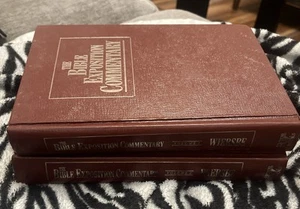 THE
BIBLE
EXPOSITION
COMMENTARY
THE BIBLE EXPOSITION COMMENTARY WIERSBE
THE BIBLE EXPOSITION COMMENTARY